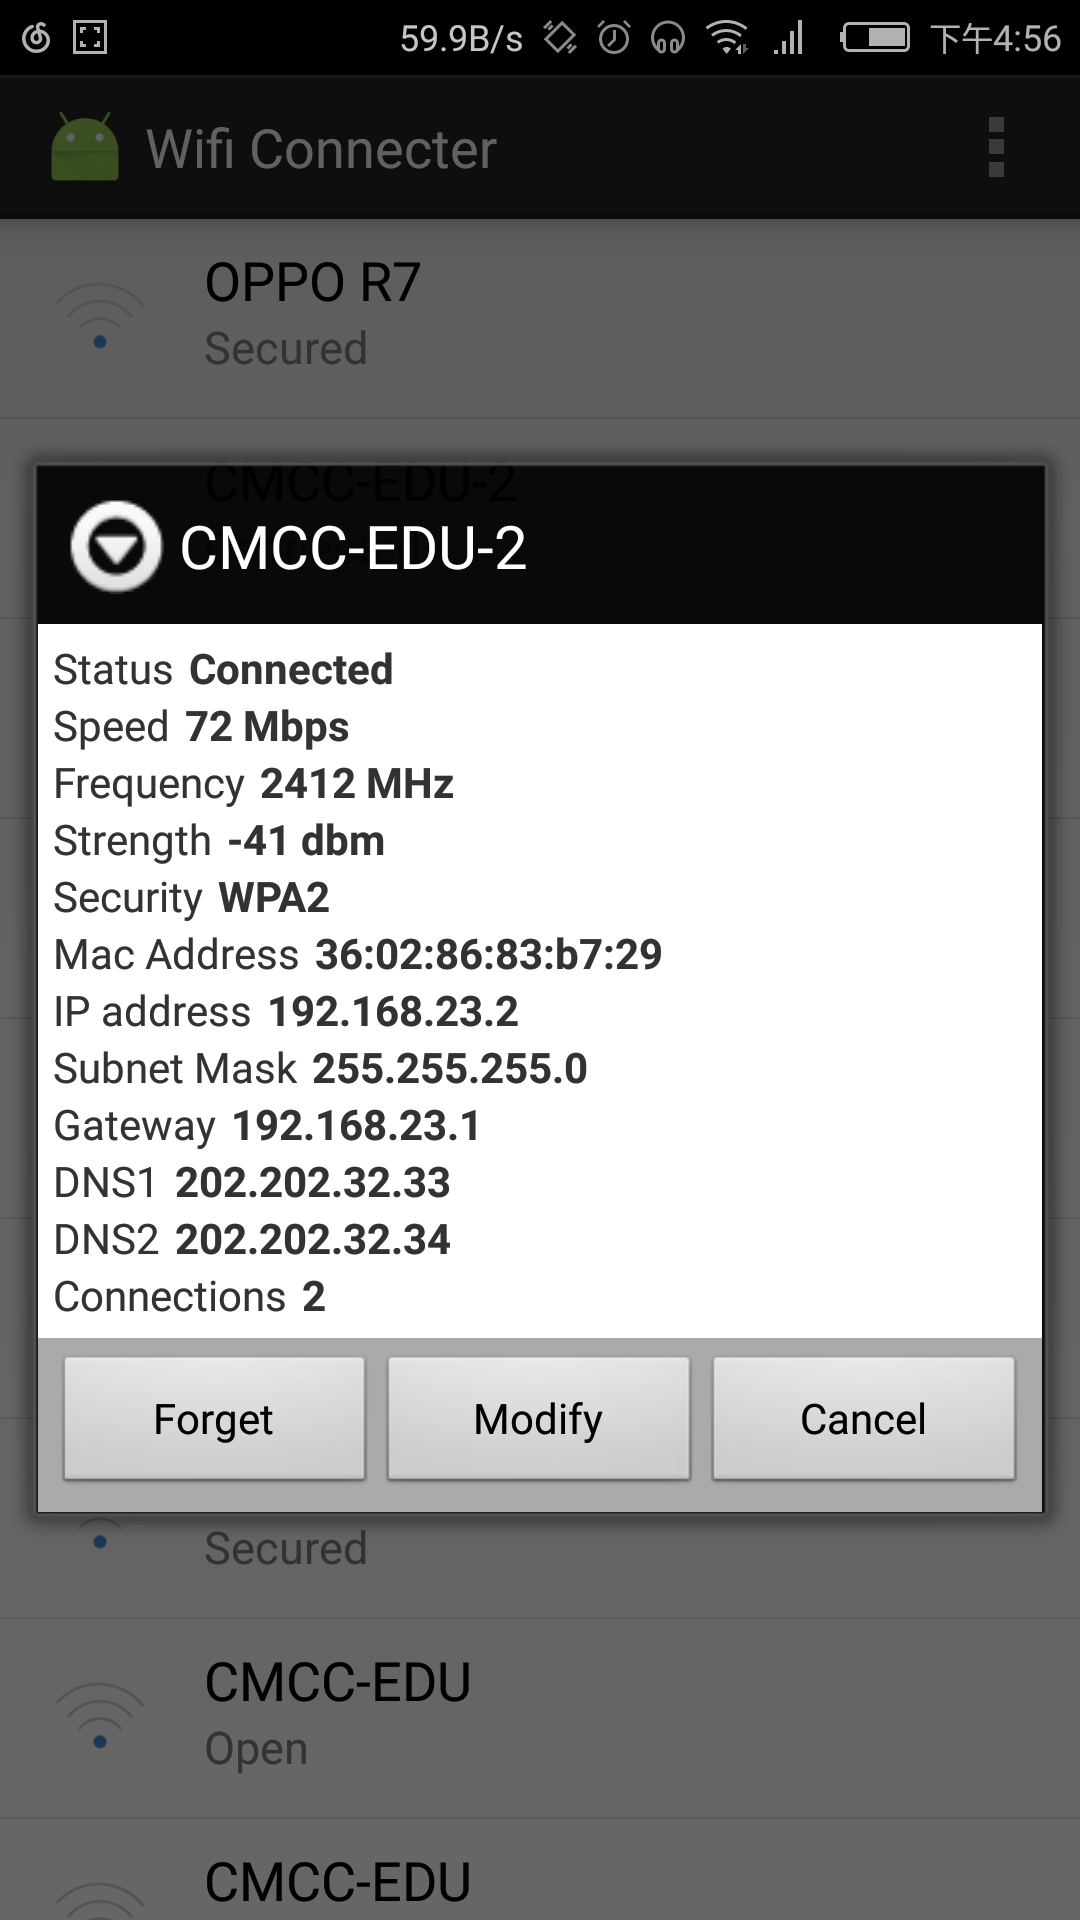 59.9B/s 下午4:56
Wifi Connecter
OPPO R7
Secured
CMCC-EDU-2
CMCC-EDU-2
Status Connected
Speed 72 Mbps
Frequency 2412 MHz
Strength -41 dbm
Security WPA2
Mac Address 36:02:86:83:b7:29
IP address 192.168.23.2
Subnet Mask 255.255.255.0
Gateway 192.168.23.1
DNS1 202.202.32.33
DNS2 202.202.32.34
Connections 2
Forget Modify Cancel
Secured
CMCC-EDU
Open
CMCC-EDU